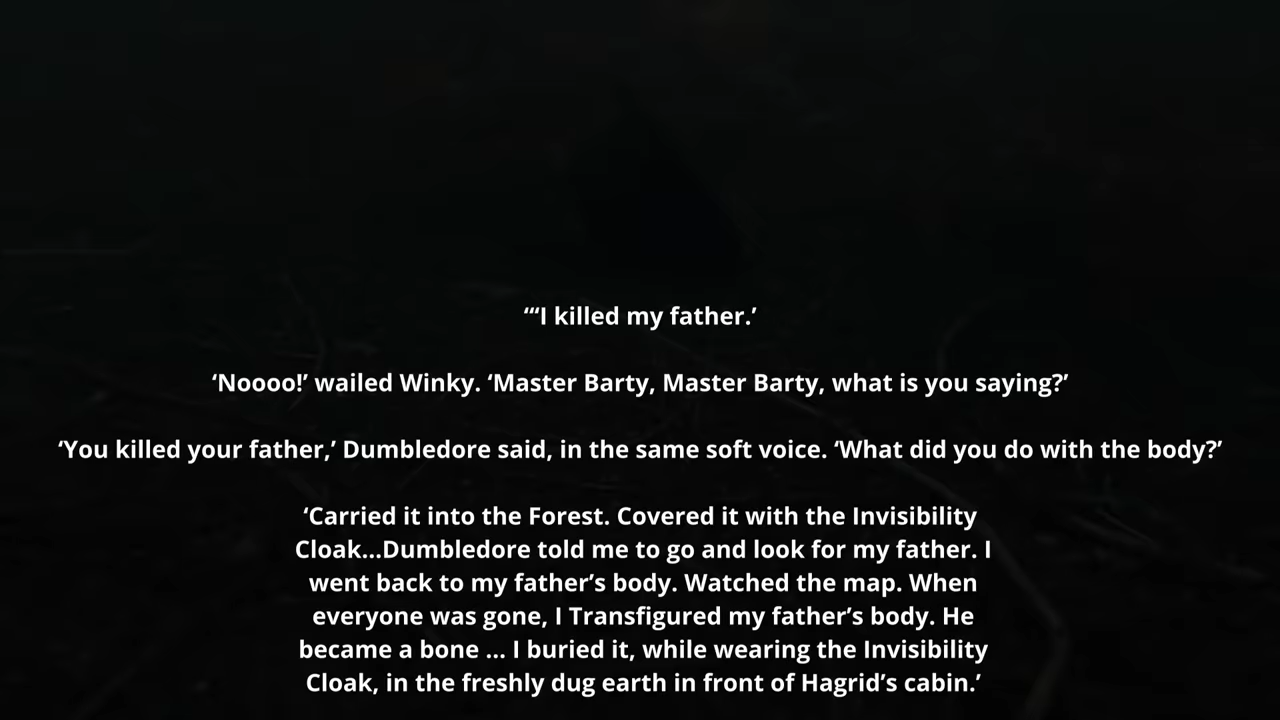 “‘I killed my father.’
‘Noooo!’ wailed Winky. ‘Master Barty, Master Barty, what is you saying?’
‘You killed your father,’ Dumbledore said, in the same soft voice. ‘What did you do with the body?’
‘Carried it into the Forest. Covered it with the Invisibility
Cloak...Dumbledore told me to go and look for my father. I
went back to my father’s body. Watched the map. When
everyone was gone, I Transfigured my father’s body. He
became a bone ... I buried it, while wearing the Invisibility
Cloak, in the freshly dug earth in front of Hagrid’s cabin.’